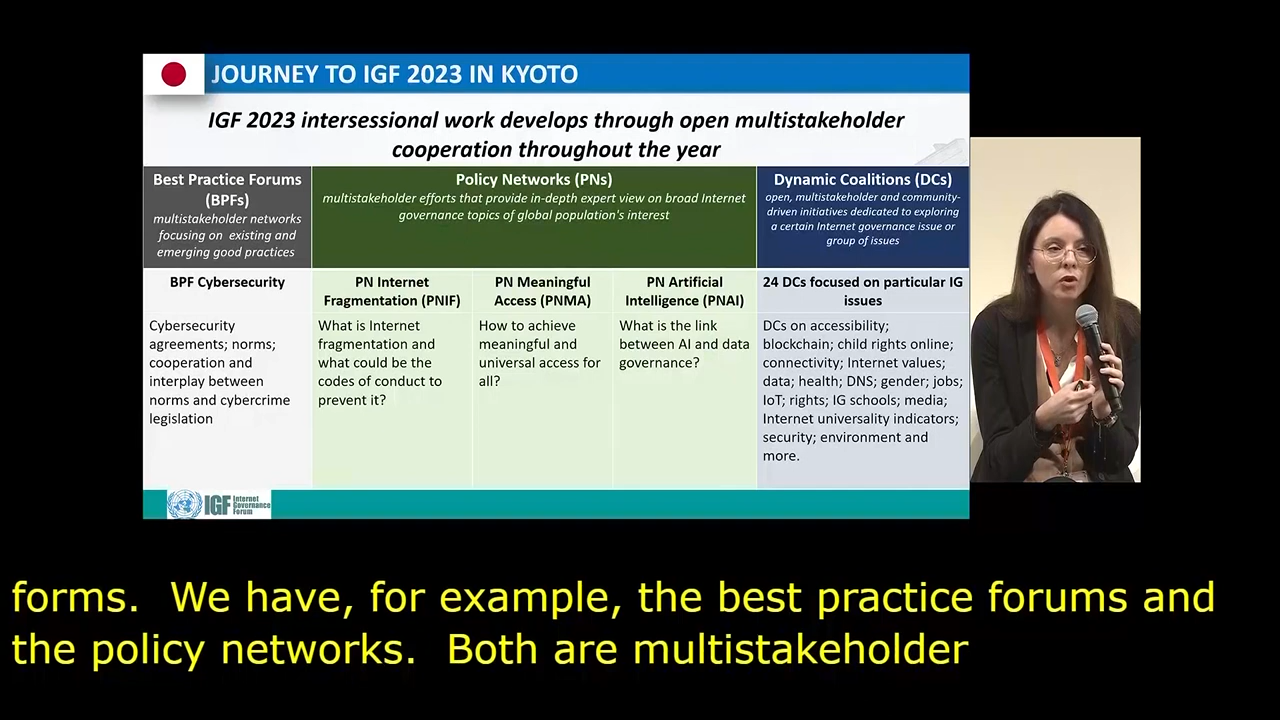 JOURNEY TO IGF 2023 IN KYOTO
IGF 2023 intersessional work develops through open multistakeholder
cooperation throughout the year
Best Practice Forums
(BPFs)
multistakeholder networks
focusing on existing and
emerging good practices
Policy Networks (PNs)
multistakeholder efforts that provide in-depth expert view on broad Internet
governance topics of global population's interest
Dynamic Coalitions (DCs)
open, multistakeholder and community-
driven initiatives dedicated to exploring
a certain Internet governance issue or
group of issues
BPF Cybersecurity
PN Internet
Fragmentation (PNIF)
PN Meaningful
Access (PNMA)
PN Artificial
Intelligence (PNAI)
24 DCs focused on particular IG
issues
Cybersecurity
agreements; norms;
cooperation and
interplay between
norms and cybercrime
legislation
What is Internet
fragmentation and
what could be the
codes of conduct to
prevent it?
How to achieve
meaningful and
universal access for
all?
What is the link
between AI and data
governance?
DCs on accessibility;
blockchain; child rights online;
connectivity; Internet values;
data; health; DNS; gender; jobs;
IoT; rights; IG schools; media;
Internet universality indicators;
security; environment and
more.
IGF
Internet
Governance
Forum
forms.  We have, for example, the best practice forums and
the policy networks.  Both are multistakeholder